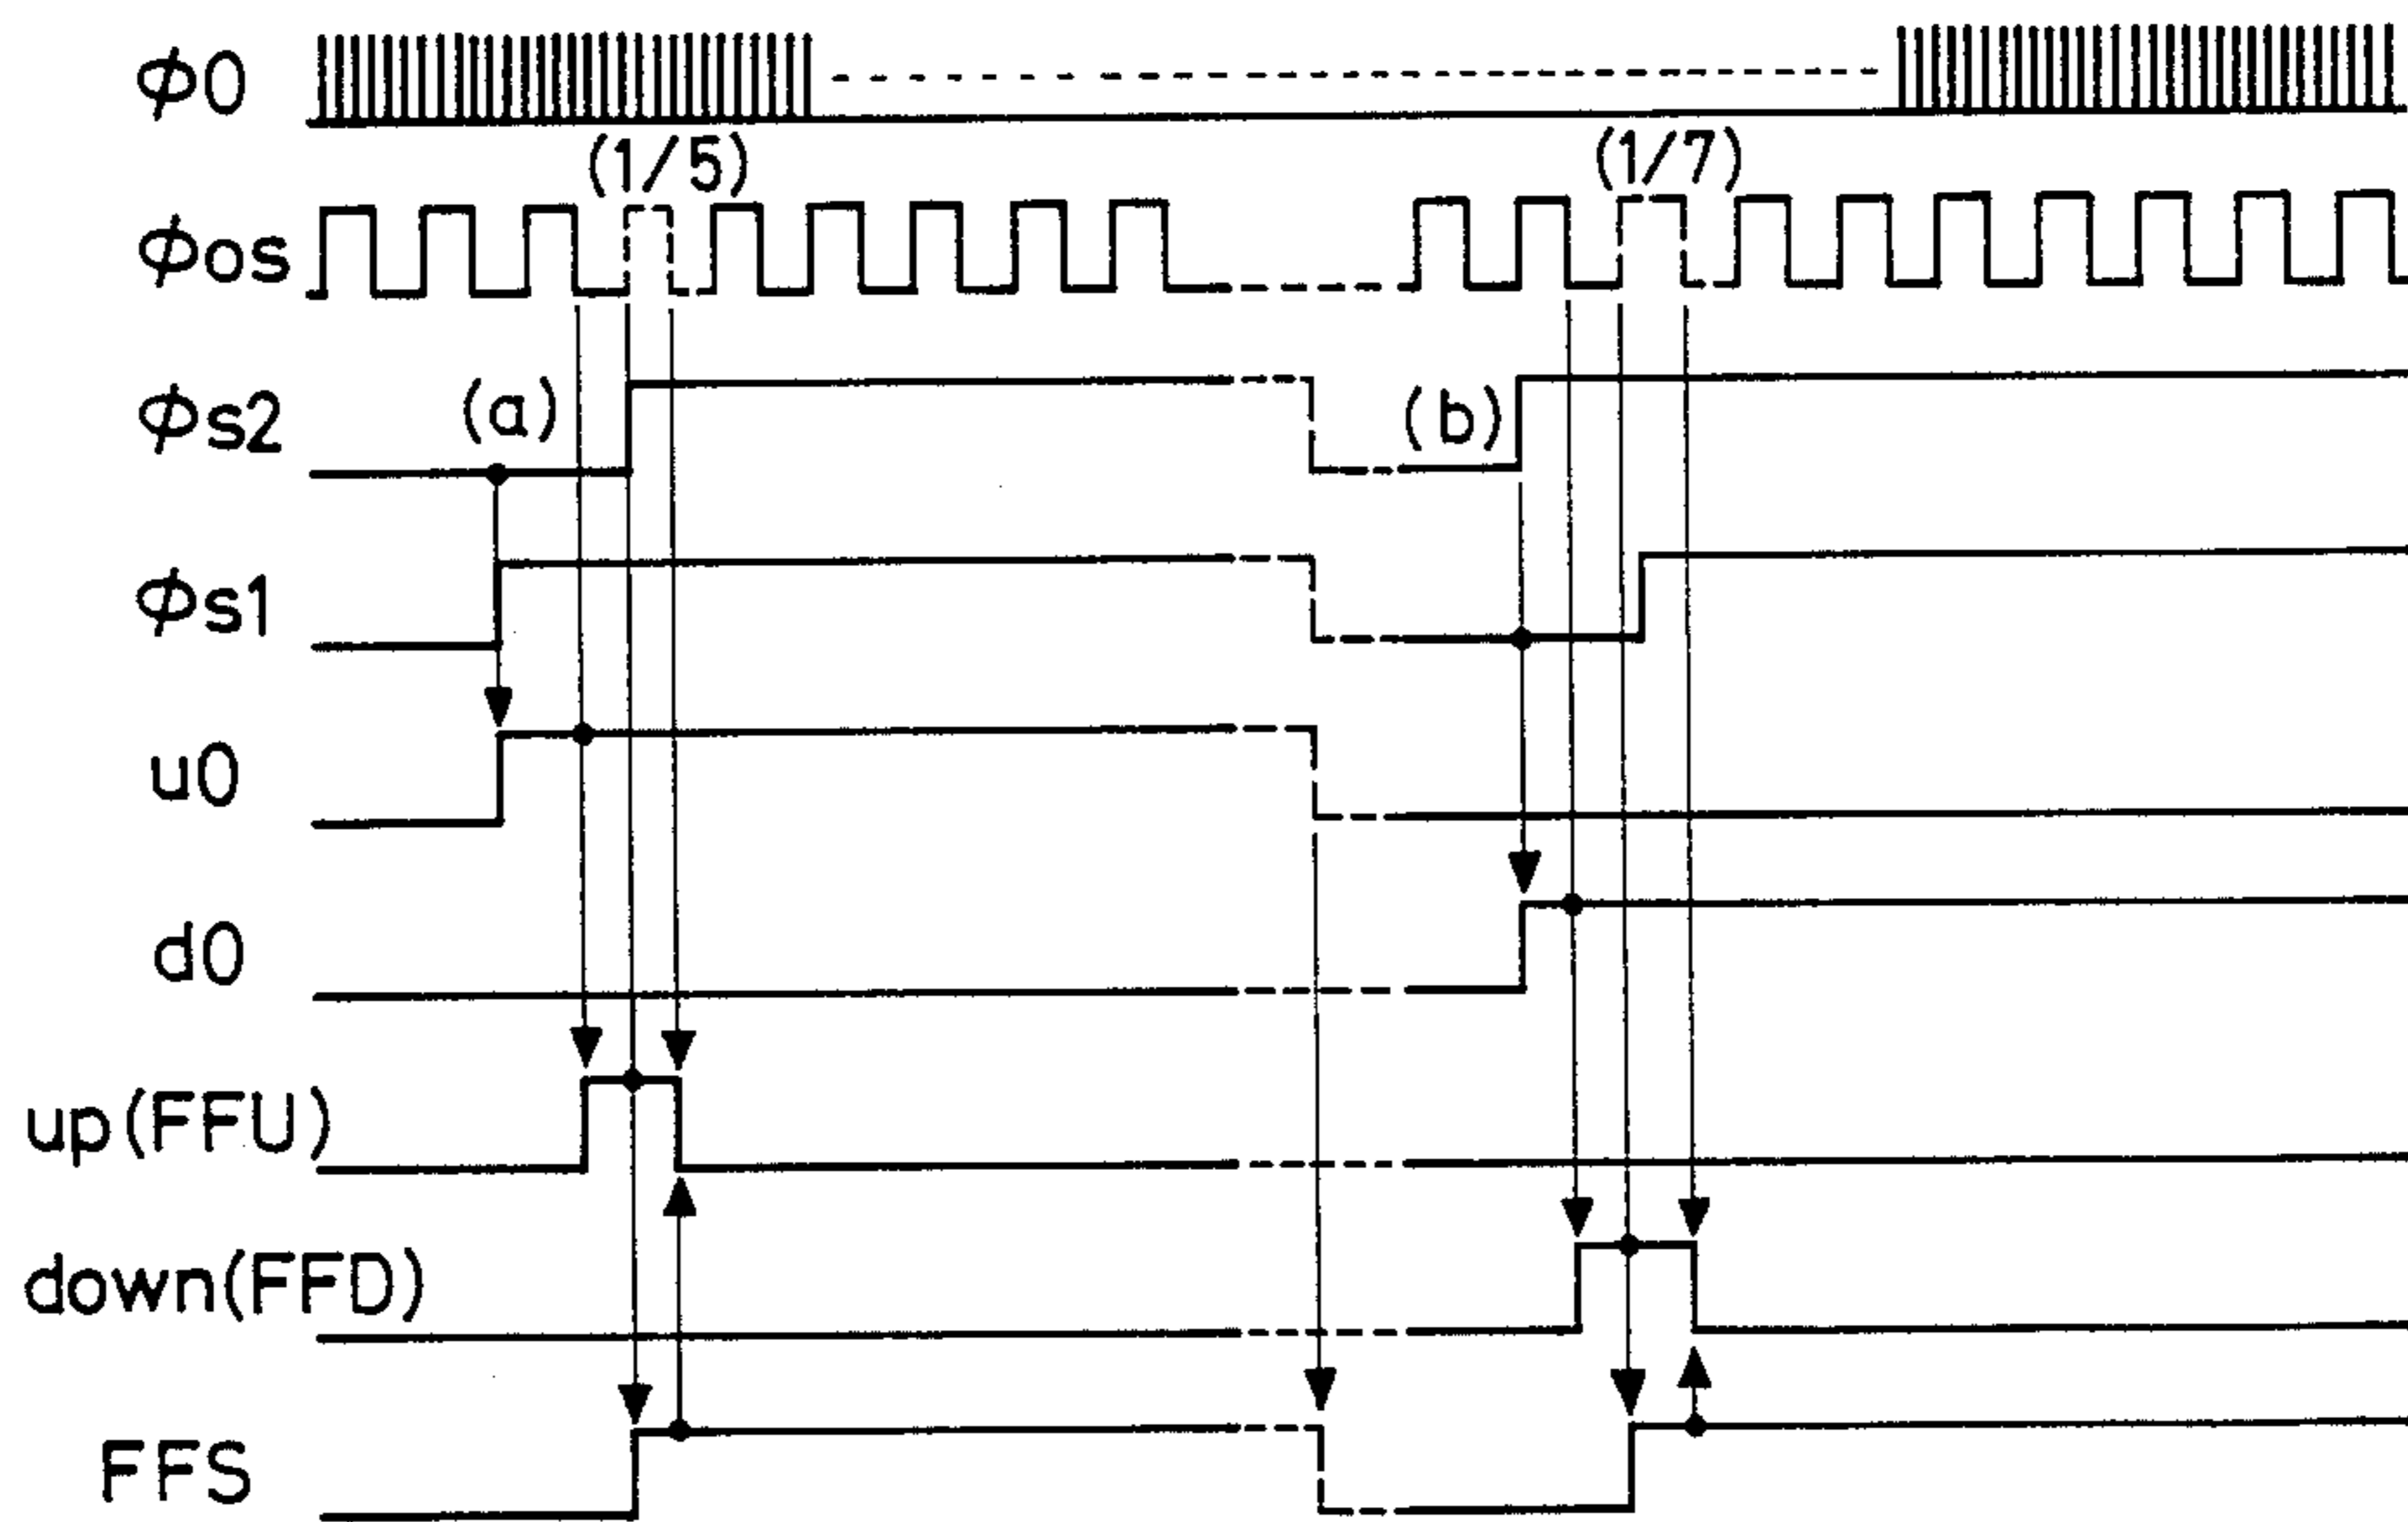 ϕ0
(1/5) (1/7)
ϕos
ϕs2 (a) (b)
ϕs1
u0
d0
up(FFU)
down(FFD)
FFS